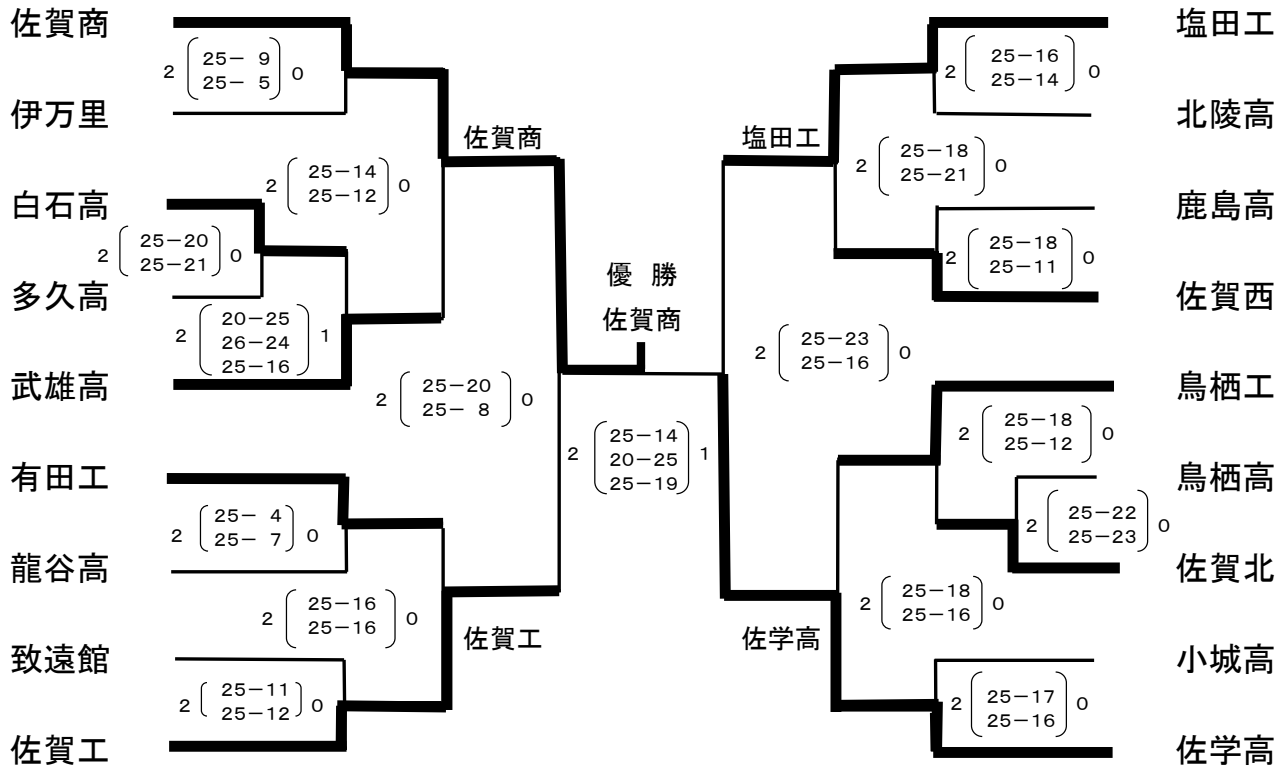 佐賀商
2 25− 9 0
25− 5
伊万里
佐賀商
2 25−14 0
25−12
白石高
2 25−20 0
25−21
多久高
2 20−25 1
26−24
25−16
武雄高
2 25−20 0
25− 8
有田工
2 25− 4 0
25− 7
龍谷高
2 25−16 0
25−16
佐賀工
致遠館
2 25−11 0
25−12
佐賀工
優 勝
佐賀商
2 25−14 1
20−25
25−19
塩田工
2 25−16 0
25−14
北陵高
塩田工
2 25−18 0
25−21
鹿島高
2 25−18 0
25−11
佐賀西
2 25−23 0
25−16
鳥栖工
2 25−18 0
25−12
鳥栖高
2 25−22 0
25−23
佐賀北
2 25−18 0
25−16
佐学高
小城高
2 25−17 0
25−16
佐学高